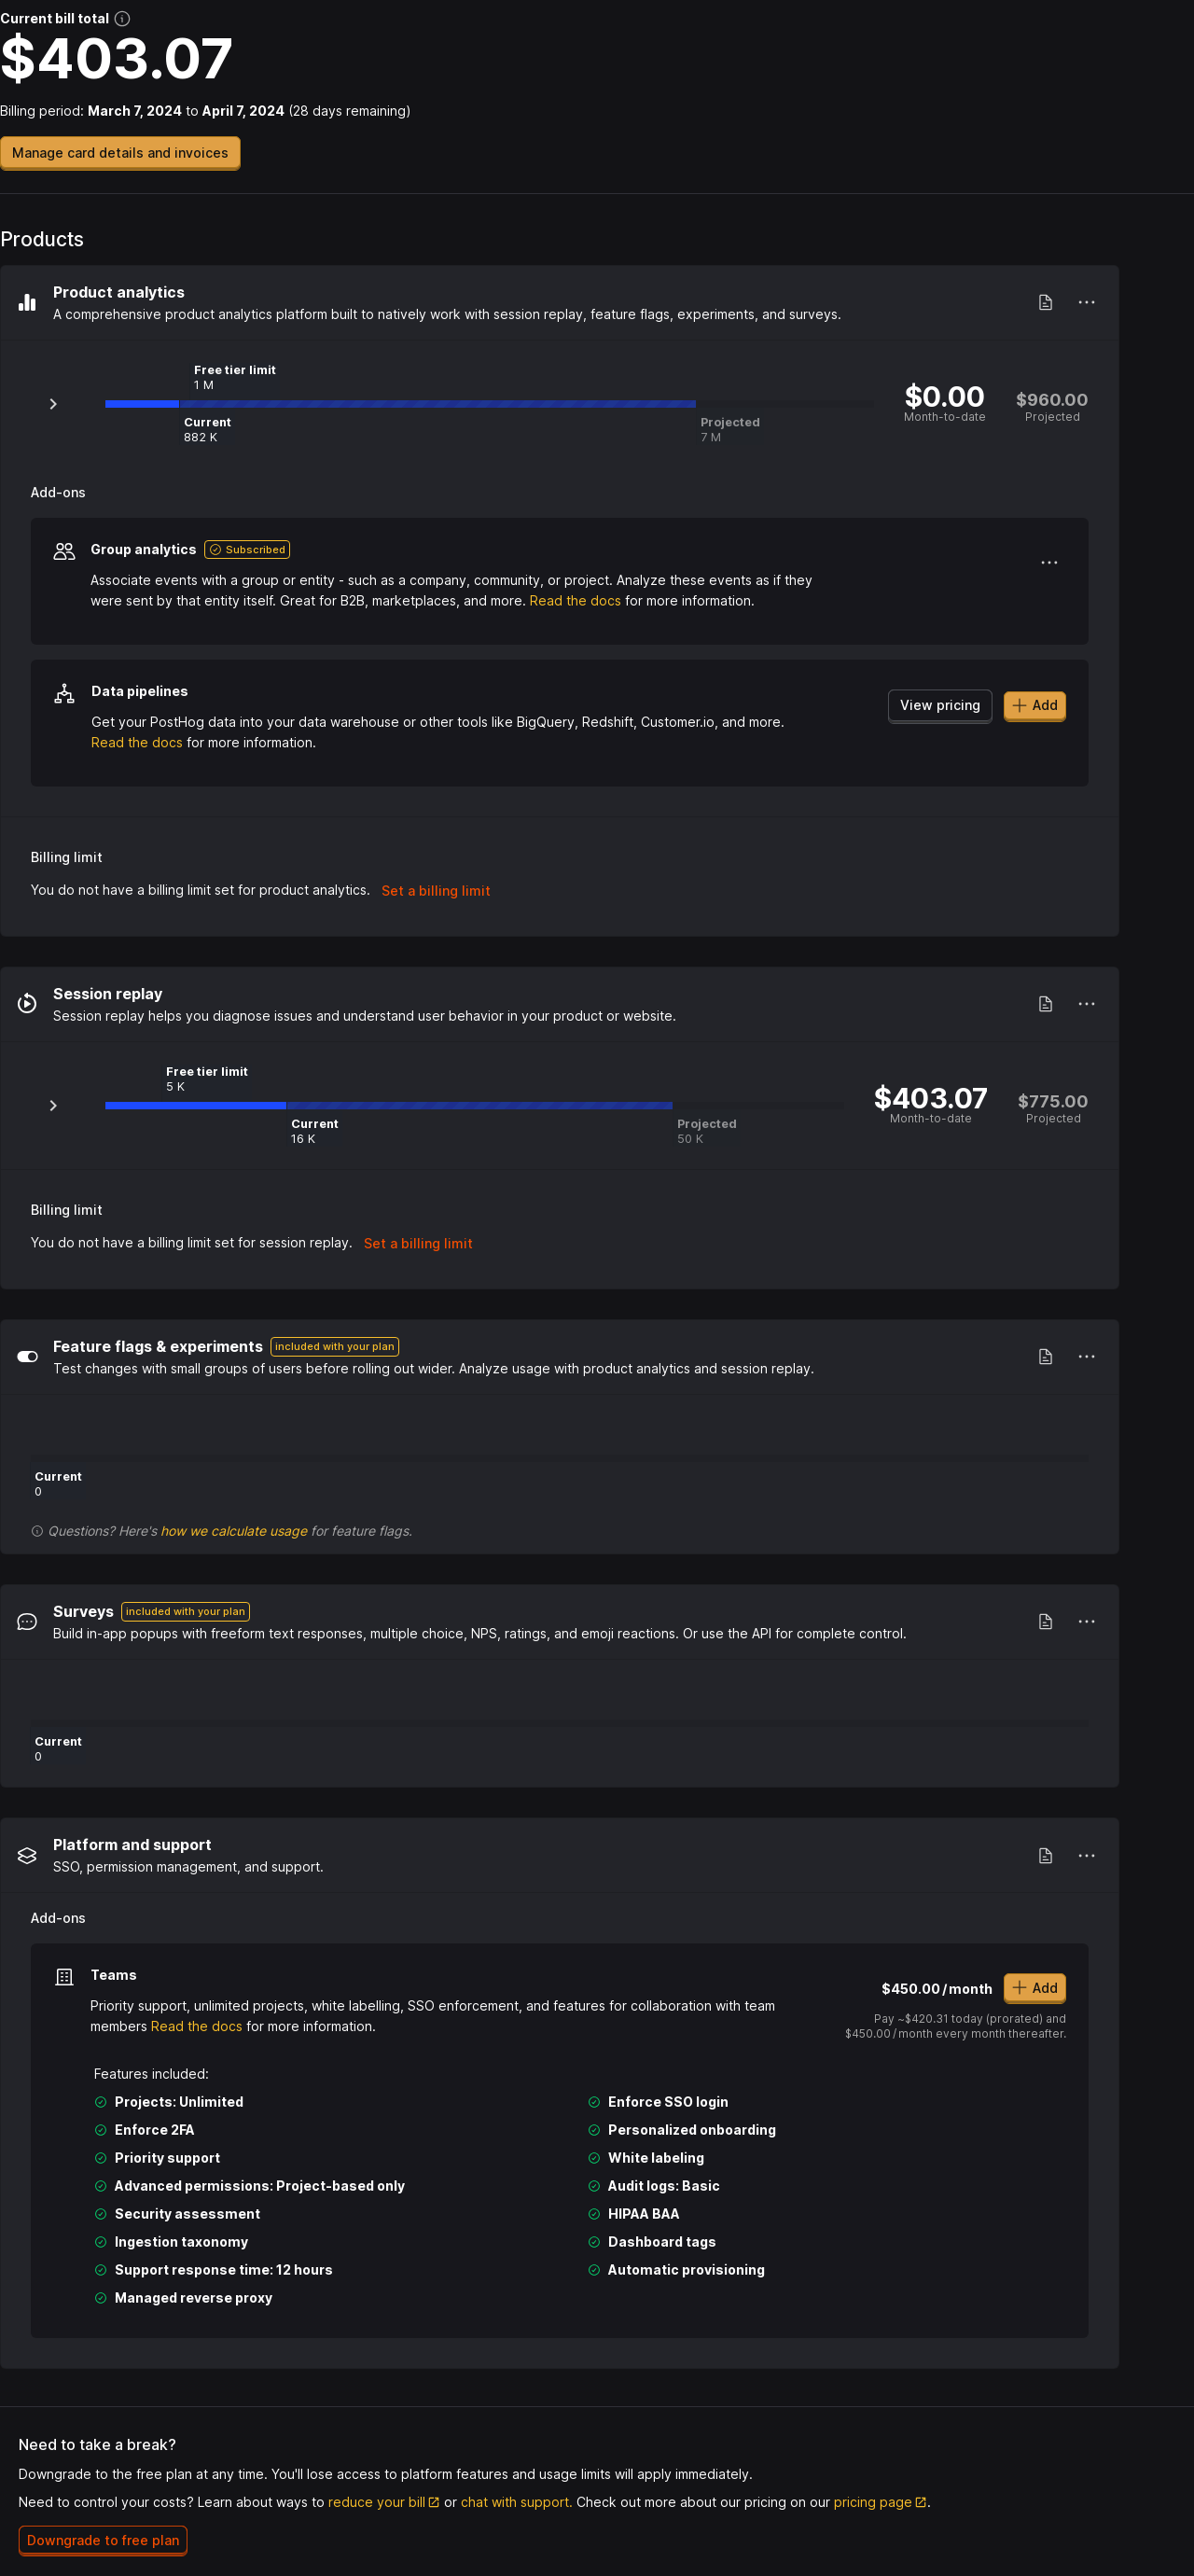 Current bill total
$403.07
Billing period: March 7, 2024 to April 7, 2024 (28 days remaining)
Manage card details and invoices
Products
Product analytics
A comprehensive product analytics platform built to natively work with session replay, feature flags, experiments, and surveys.
Free tier limit
1 M
Current
882 K
Projected
7 M
$0.00
Month-to-date
$960.00
Projected
Add-ons
Group analytics Subscribed
Associate events with a group or entity - such as a company, community, or project. Analyze these events as if they
were sent by that entity itself. Great for B2B, marketplaces, and more. Read the docs for more information.
Data pipelines
Get your PostHog data into your data warehouse or other tools like BigQuery, Redshift, Customer.io, and more.
Read the docs for more information.
View pricing
Add
Billing limit
You do not have a billing limit set for product analytics. Set a billing limit
Session replay
Session replay helps you diagnose issues and understand user behavior in your product or website.
Free tier limit
5 K
Current
16 K
Projected
50 K
$403.07
Month-to-date
$775.00
Projected
Billing limit
You do not have a billing limit set for session replay. Set a billing limit
Feature flags & experiments included with your plan
Test changes with small groups of users before rolling out wider. Analyze usage with product analytics and session replay.
Current
0
Questions? Here's how we calculate usage for feature flags.
Surveys included with your plan
Build in-app popups with freeform text responses, multiple choice, NPS, ratings, and emoji reactions. Or use the API for complete control.
Current
0
Platform and support
SSO, permission management, and support.
Add-ons
Teams
Priority support, unlimited projects, white labelling, SSO enforcement, and features for collaboration with team
members Read the docs for more information.
$450.00/month
Add
Pay ~$420.31 today (prorated) and
$450.00/month every month thereafter.
Features included:
Projects: Unlimited
Enforce 2FA
Priority support
Advanced permissions: Project-based only
Security assessment
Ingestion taxonomy
Support response time: 12 hours
Managed reverse proxy
Enforce SSO login
Personalized onboarding
White labeling
Audit logs: Basic
HIPAA BAA
Dashboard tags
Automatic provisioning
Need to take a break?
Downgrade to the free plan at any time. You'll lose access to platform features and usage limits will apply immediately.
Need to control your costs? Learn about ways to reduce your bill or chat with support. Check out more about our pricing on our pricing page.
Downgrade to free plan